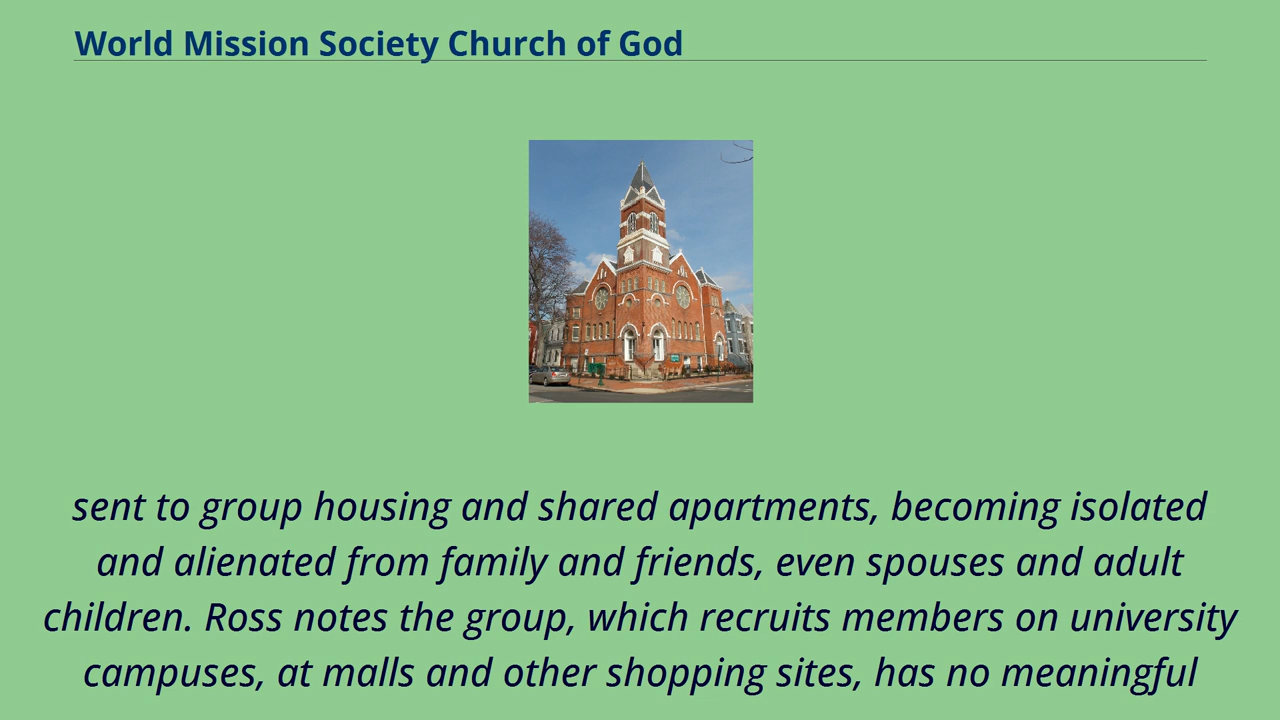 World Mission Society Church of God
sent to group housing and shared apartments, becoming isolated
and alienated from family and friends, even spouses and adult
children. Ross notes the group, which recruits members on university
campuses, at malls and other shopping sites, has no meaningful